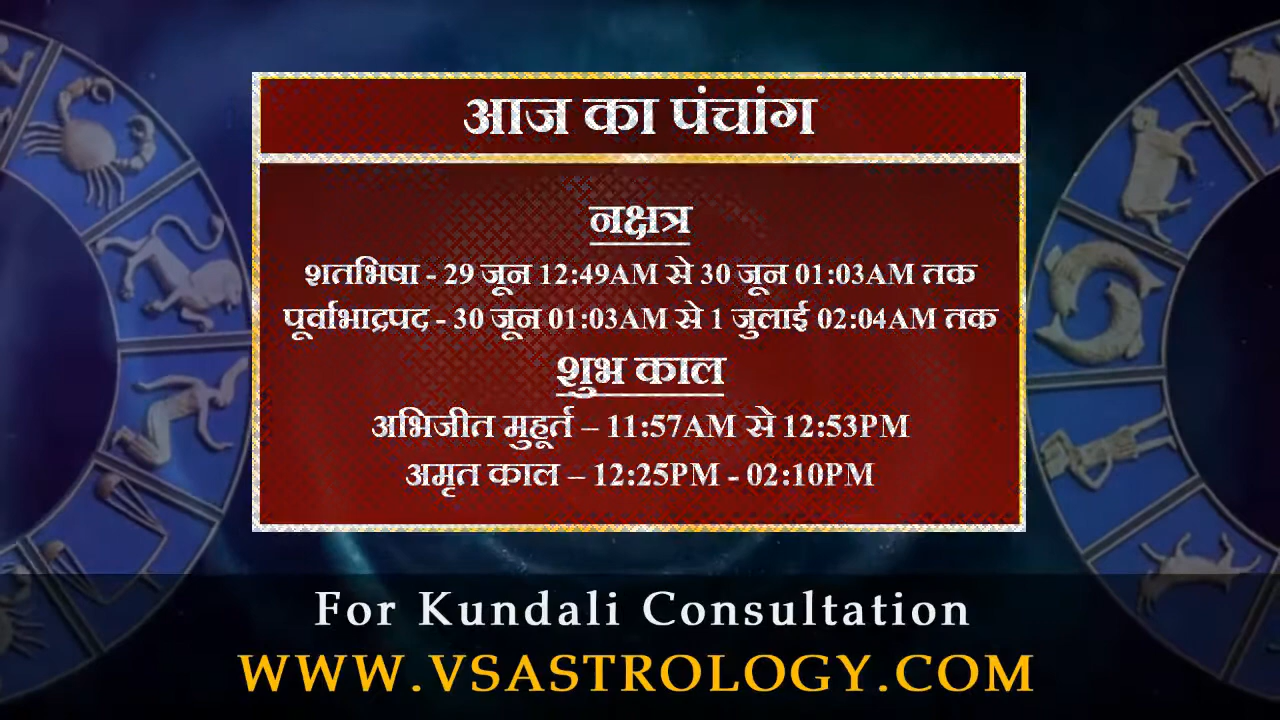 आज का पंचांग
नक्षत्र
शतभिषा - 29 जून 12:49AM से 30 जून 01:03AM तक
पूर्वाभाद्रपद - 30 जून 01:03AM से 1 जुलाई 02:04AM तक
शुभ काल
अभिजीत मुहूर्त – 11:57AM से 12:53PM
अमृत काल – 12:25PM - 02:10PM
For Kundali Consultation
WWW.VSASTROLOGY.COM